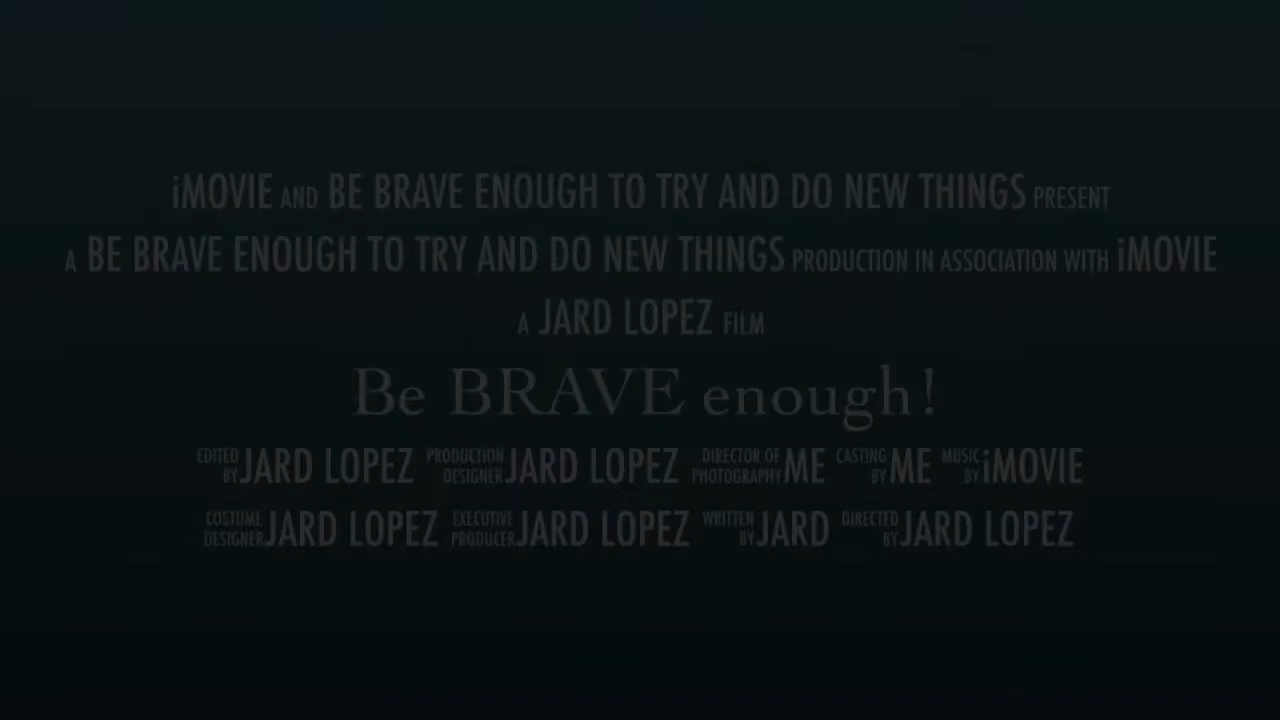 iMOVIE AND BE BRAVE ENOUGH TO TRY AND DO NEW THINGS PRESENT
A BE BRAVE ENOUGH TO TRY AND DO NEW THINGS PRODUCTION IN ASSOCIATION WITH iMOVIE
A JARD LOPEZ FILM
Be BRAVE enough!
EDITED BY JARD LOPEZ PRODUCTION DESIGNER JARD LOPEZ DIRECTOR OF PHOTOGRAPHY ME CASTING BY ME MUSIC BY iMOVIE
COSTUME DESIGNER JARD LOPEZ EXECUTIVE PRODUCER JARD LOPEZ WRITTEN BY JARD DIRECTED BY JARD LOPEZ